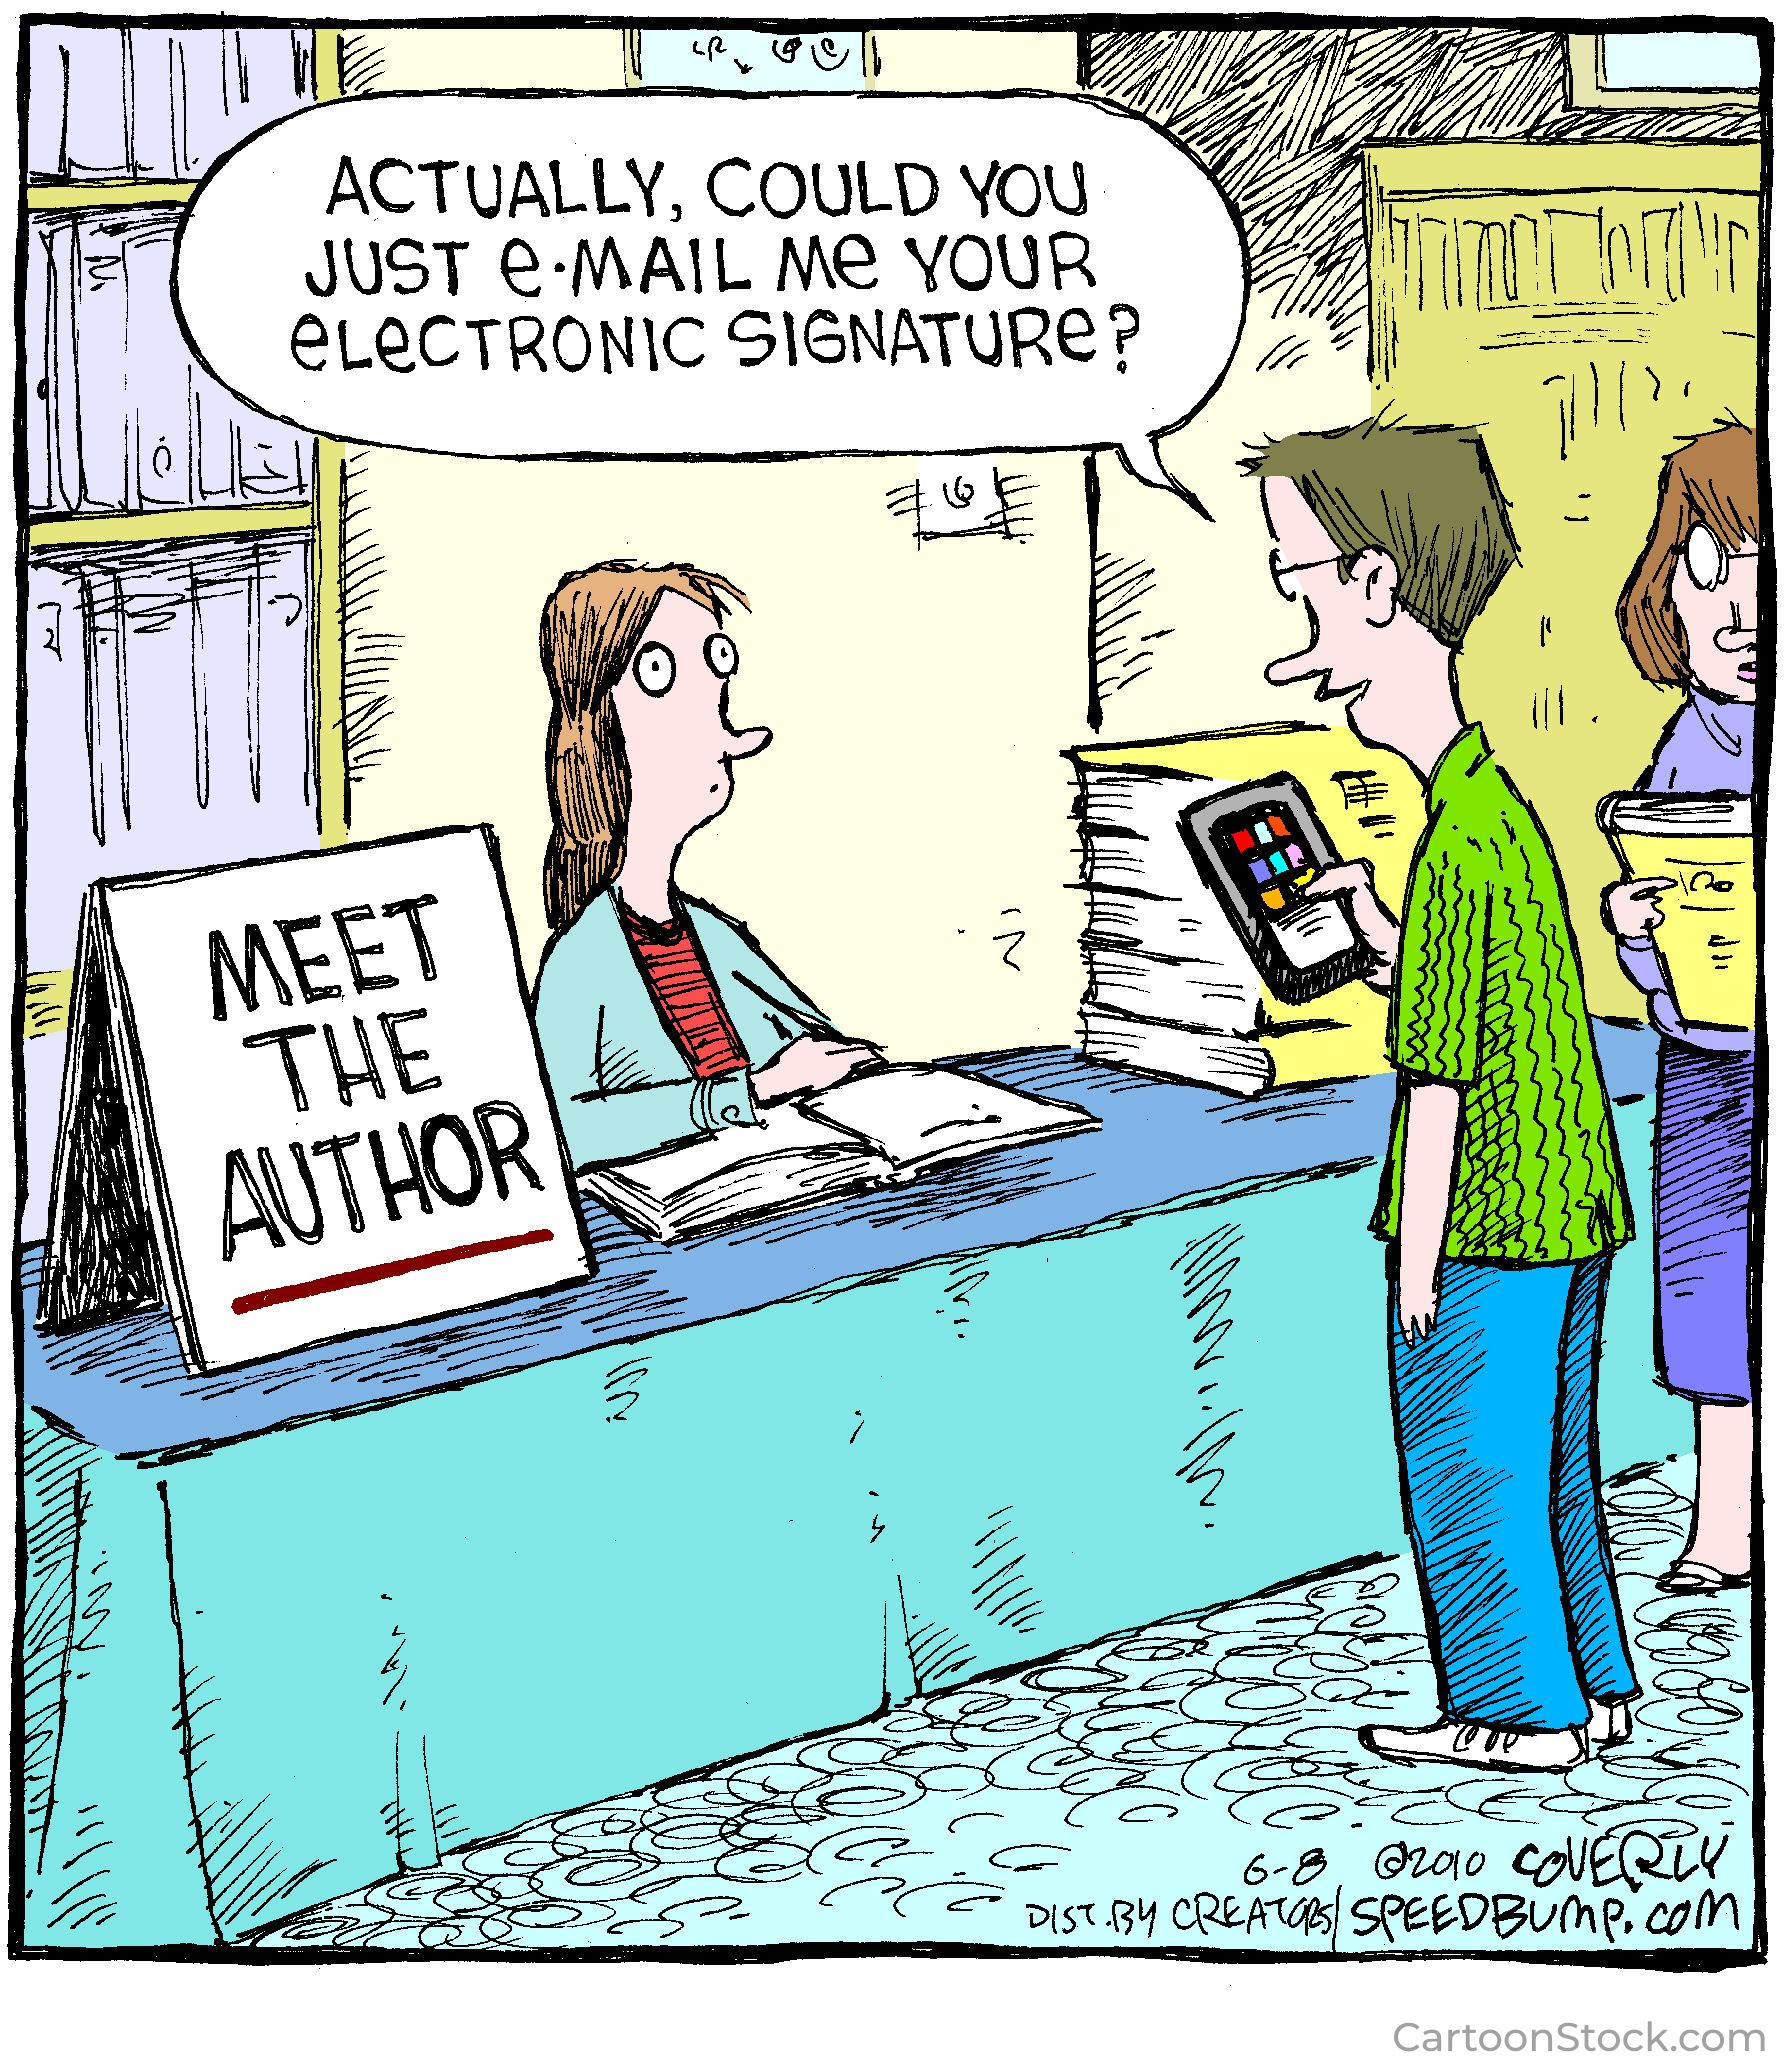 ACTUALLY, COULD YOU
JUST e-MAIL Me YOUR
eLeCTRONIC SIGNATURe?
MEET
THE
AUTHOR
6-8 ©2010 COVERLY
DIST. BY CREATORS/SPEEDBUMP.COM
CartoonStock.com